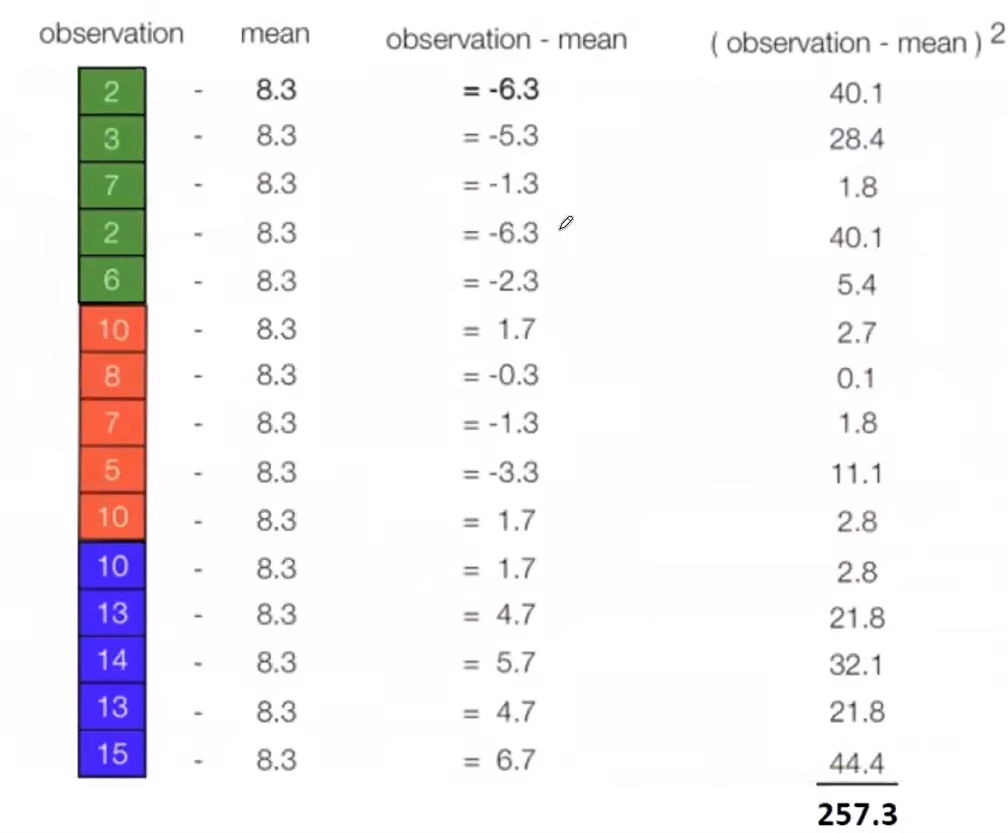 observation mean observation - mean ( observation - mean ) 2
2 - 8.3 = -6.3 40.1
3 - 8.3 = -5.3 28.4
7 - 8.3 = -1.3 1.8
2 - 8.3 = -6.3 40.1
6 - 8.3 = -2.3 5.4
10 - 8.3 = 1.7 2.7
8 - 8.3 = -0.3 0.1
7 - 8.3 = -1.3 1.8
5 - 8.3 = -3.3 11.1
10 - 8.3 = 1.7 2.8
10 - 8.3 = 1.7 2.8
13 - 8.3 = 4.7 21.8
14 - 8.3 = 5.7 32.1
13 - 8.3 = 4.7 21.8
15 - 8.3 = 6.7 44.4
257.3